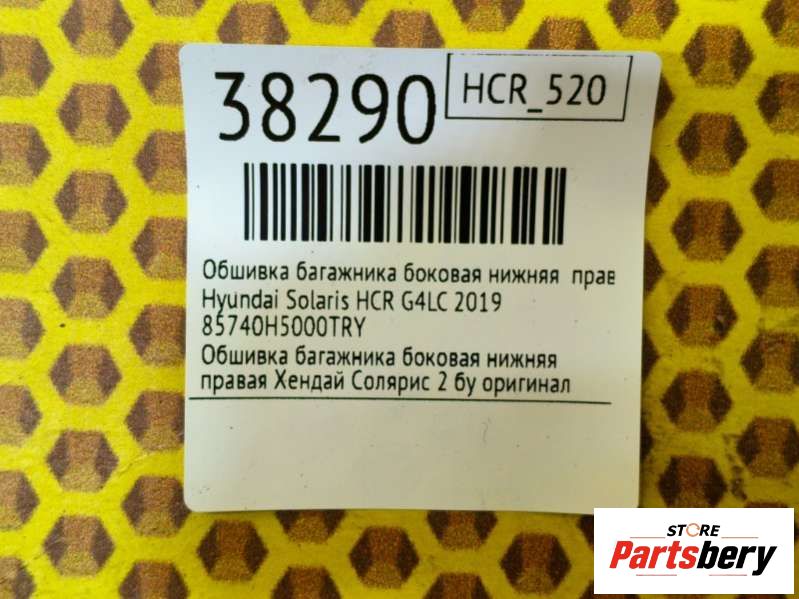 38290
HCR_520
Обшивка багажника боковая нижняя прав
Hyundai Solaris HCR G4LC 2019
85740H5000TRY
Обшивка багажника боковая нижняя
правая Хендай Солярис 2 бу оригинал
STORE
Partsbery